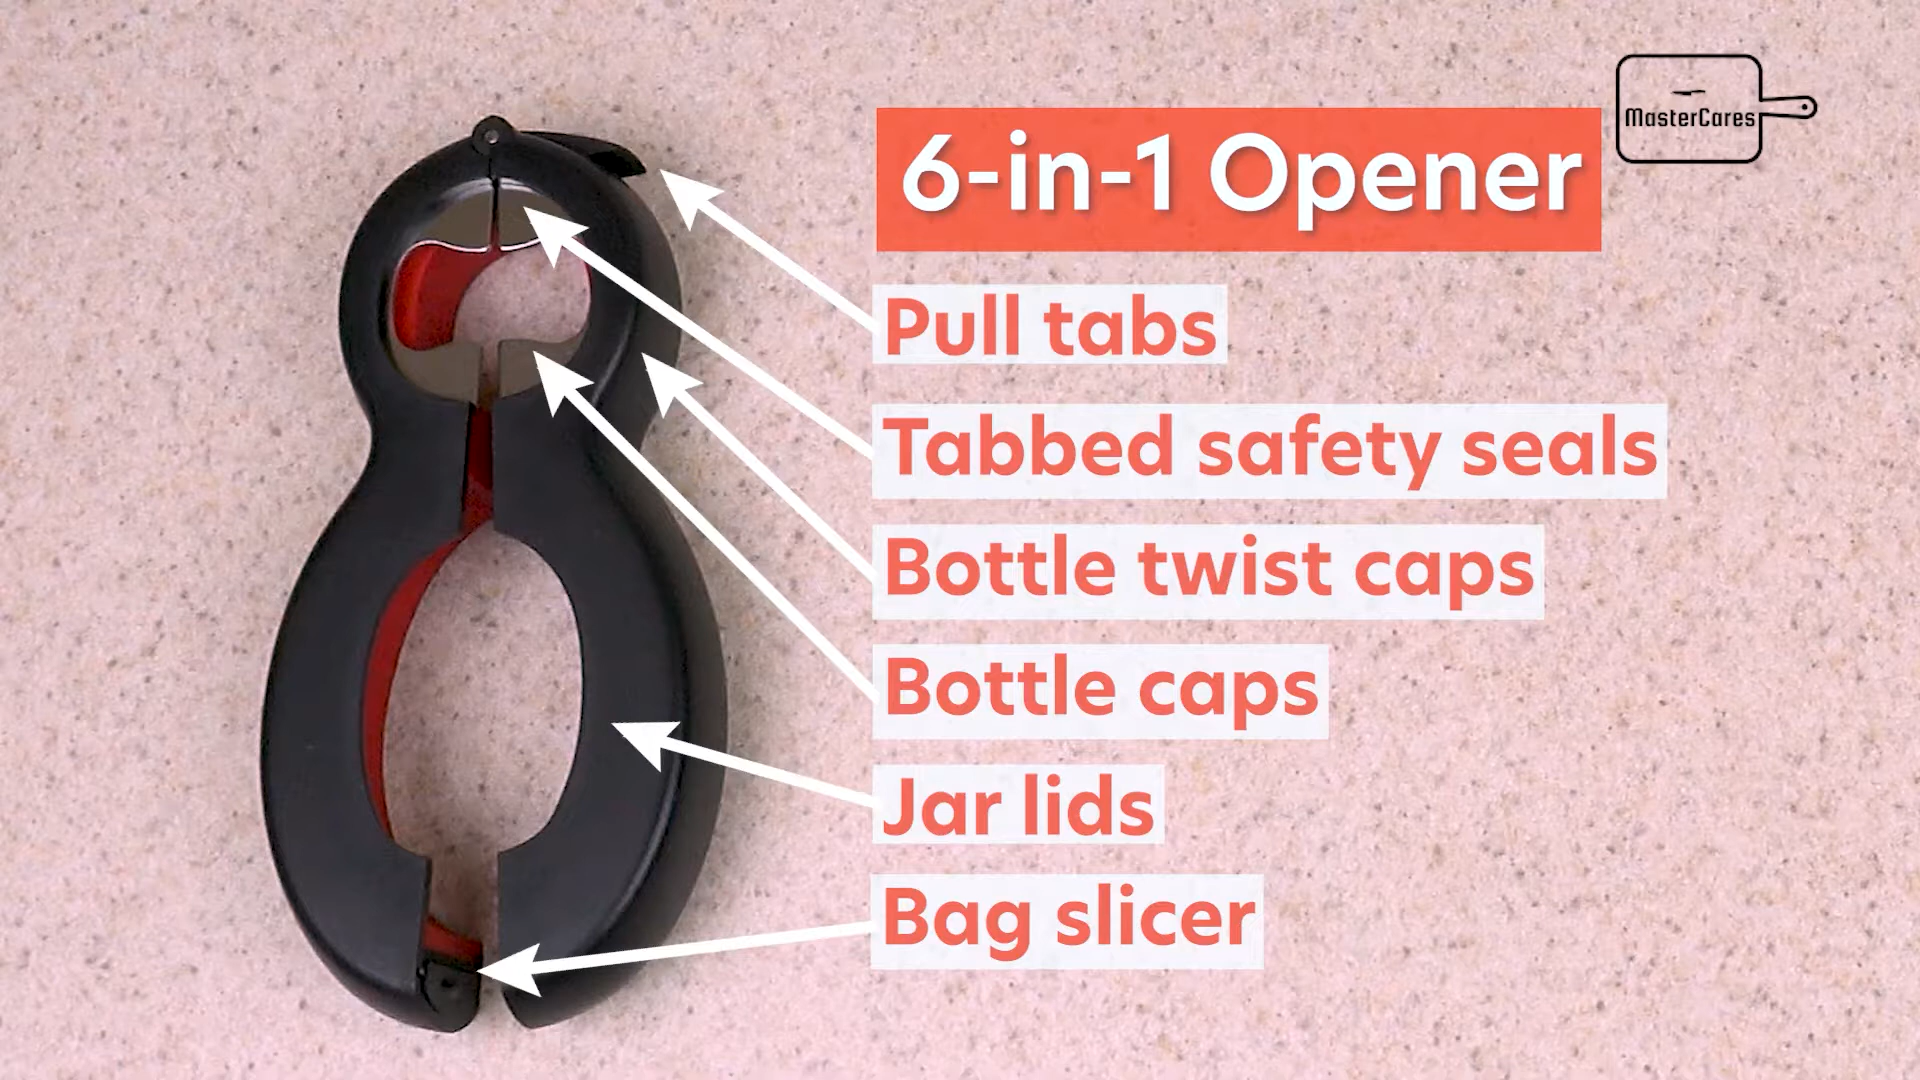 MasterCares
6-in-1 Opener
Pull tabs
Tabbed safety seals
Bottle twist caps
Bottle caps
Jar lids
Bag slicer